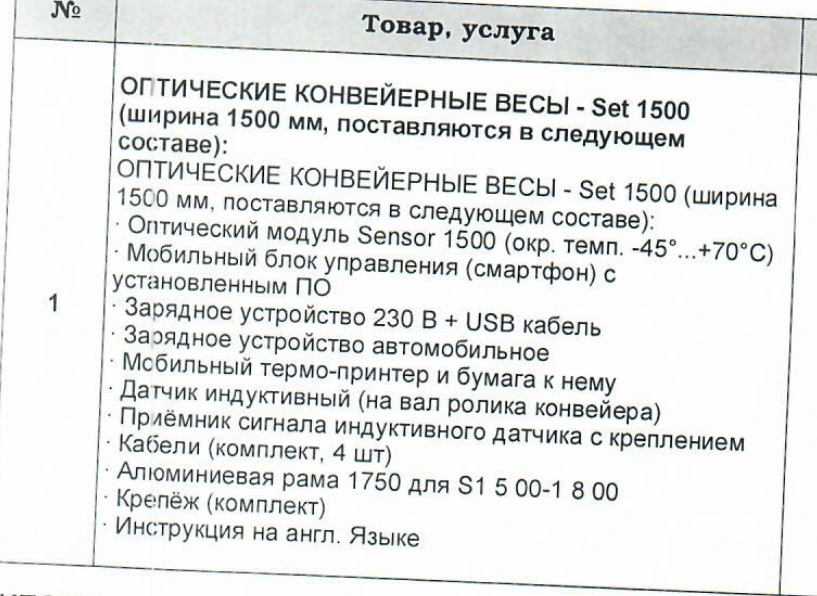 № Товар, услуга
ОПТИЧЕСКИЕ КОНВЕЙЕРНЫЕ ВЕСЫ - Set 1500
(ширина 1500 мм, поставляются в следующем
составе):
ОПТИЧЕСКИЕ КОНВЕЙЕРНЫЕ ВЕСЫ - Set 1500 (ширина
1500 мм, поставляются в следующем составе):
· Оптический модуль Sensor 1500 (окр. темп. -45°...+70°C)
· Мобильный блок управления (смартфон) с
установленным ПО
1
· Зарядное устройство 230 В + USB кабель
· Зарядное устройство автомобильное
· Мобильный термо-принтер и бумага к нему
· Датчик индуктивный (на вал ролика конвейера)
· Приёмник сигнала индуктивного датчика с креплением
· Кабели (комплект, 4 шт)
· Алюминиевая рама 1750 для S1 5 00-1 8 00
· Крепёж (комплект)
· Инструкция на англ. Языке